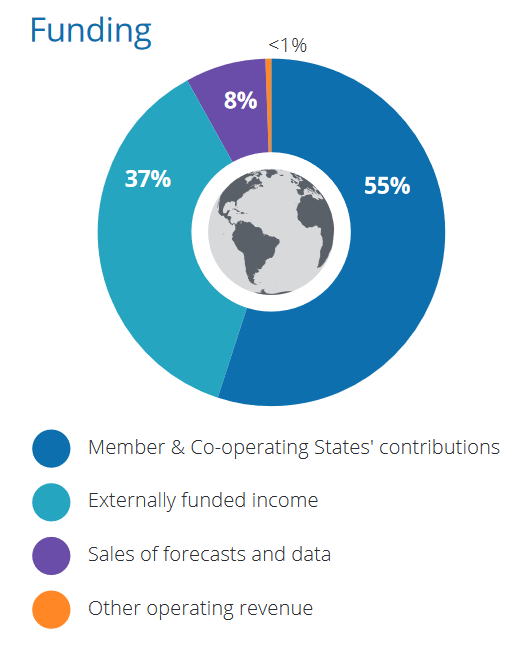 Funding
<1%
8%
37%
55%
Member & Co-operating States' contributions
Externally funded income
Sales of forecasts and data
Other operating revenue